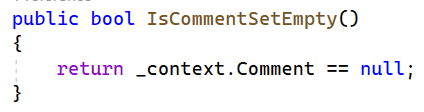 public bool IsCommentSetEmpty()
{
    return _context.Comment == null;
}